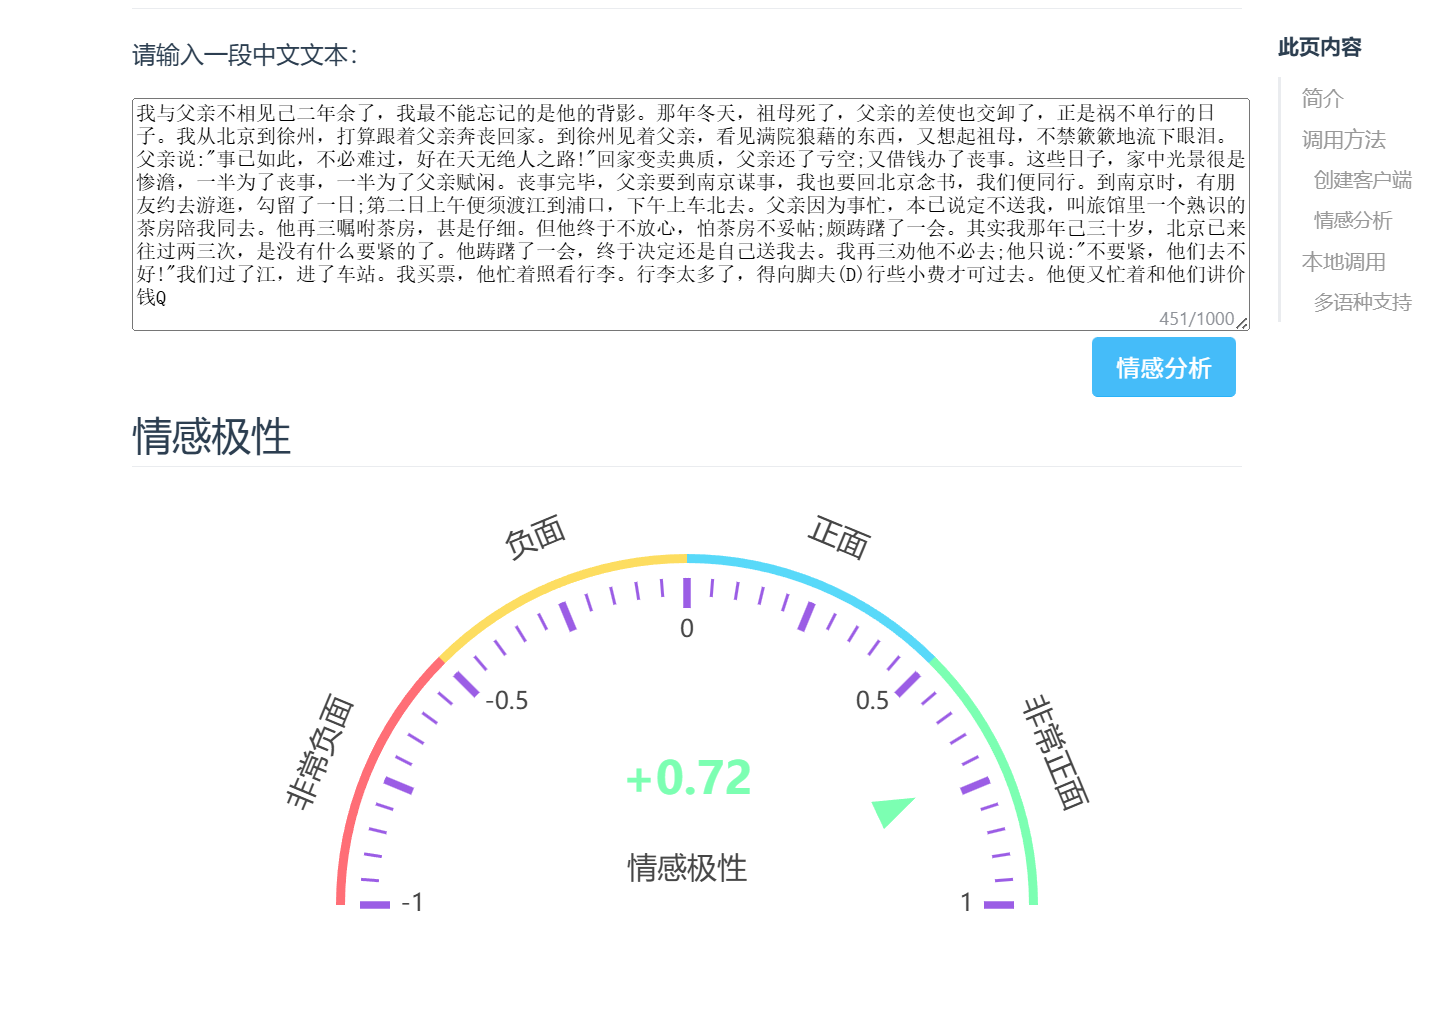 请输入一段中文文本：
我与父亲不相见己二年余了，我最不能忘记的是他的背影。那年冬天，祖母死了，父亲的差使也交卸了，正是祸不单行的日
子。我从北京到徐州，打算跟着父亲奔丧回家。到徐州见着父亲，看见满院狼藉的东西，又想起祖母，不禁簌簌地流下眼泪。
父亲说:"事已如此，不必难过，好在天无绝人之路!"回家变卖典质，父亲还了亏空;又借钱办了丧事。这些日子，家中光景很是
惨澹，一半为了丧事，一半为了父亲赋闲。丧事完毕，父亲要到南京谋事，我也要回北京念书，我们便同行。到南京时，有朋
友约去游逛，勾留了一日;第二日上午便须渡江到浦口，下午上车北去。父亲因为事忙，本已说定不送我，叫旅馆里一个熟识的
茶房陪我同去。他再三嘱咐茶房，甚是仔细。但他终于不放心，怕茶房不妥帖;颇踌躇了一会。其实我那年已三十岁，北京已来
往过两三次，是没有什么要紧的了。他踌躇了一会，终于决定还是自己送我去。我再三劝他不必去;他只说:"不要紧，他们去不
好!"我们过了江，进了车站。我买票，他忙着照看行李。行李太多了，得向脚夫(D)行些小费才可过去。他便又忙着和他们讲价
钱Q
451/1000
情感分析
情感极性
非常负面
负面
正面
非常正面
-1
-0.5
0
0.5
1
+0.72
情感极性
此页内容
简介
调用方法
创建客户端
情感分析
本地调用
多语种支持